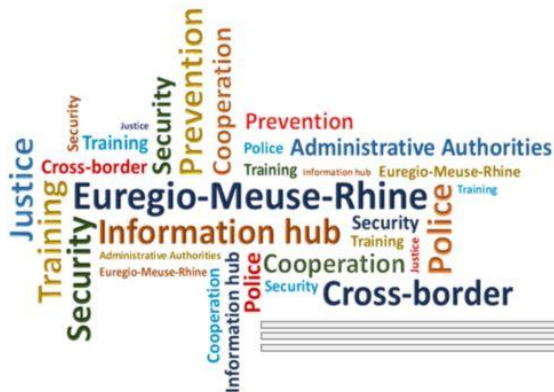 Prevention
Cooperation
Security
Security
Justice
Training
Prevention
Police
Administrative Authorities
Cross-border
Training
Information hub
Euregio-Meuse-Rhine
Justice
Training
Euregio-Meuse-Rhine
Police
Training
Security
Information hub
Security
Training
Justice
Administrative Authorities
Euregio-Meuse-Rhine
Cooperation
Information hub
Police
Cooperation
Security
Cross-border